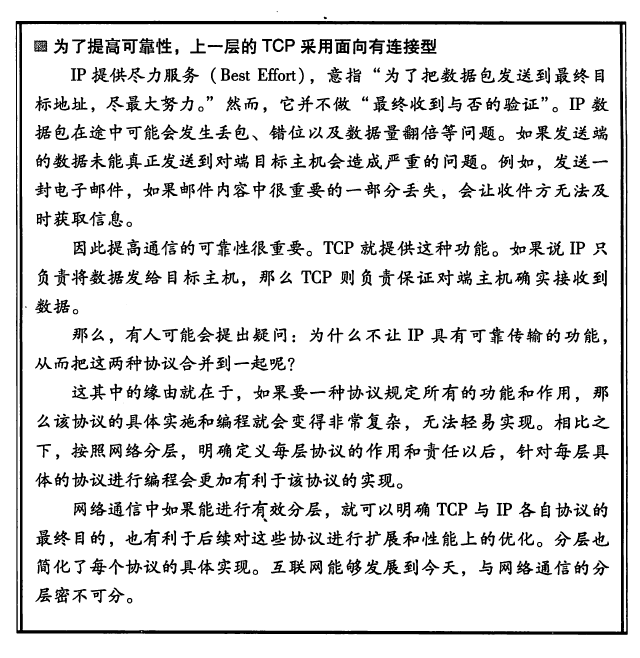 为了提高可靠性，上一层的 TCP 采用面向有连接型
IP 提供尽力服务（Best Effort），意指“为了把数据包发送到最终目
标地址，尽最大努力。”然而，它并不做“最终收到与否的验证”。IP 数
据包在途中可能会发生丢包、错位以及数据量翻倍等问题。如果发送端
的数据未能真正发送到对端目标主机会造成严重的问题。例如，发送一
封电子邮件，如果邮件内容中很重要的一部分丢失，会让收件方无法及
时获取信息。
因此提高通信的可靠性很重要。TCP 就提供这种功能。如果说 IP 只
负责将数据发给目标主机，那么 TCP 则负责保证对端主机确实接收到
数据。
那么，有人可能会提出疑问：为什么不让 IP 具有可靠传输的功能，
从而把这两种协议合并到一起呢？
这其中的缘由就在于，如果要一种协议规定所有的功能和作用，那
么该协议的具体实施和编程就会变得非常复杂，无法轻易实现。相比之
下，按照网络分层，明确定义每层协议的作用和责任以后，针对每层具
体的协议进行编程会更加有利于该协议的实现。
网络通信中如果能进行有效分层，就可以明确 TCP 与 IP 各自协议的
最终目的，也有利于后续对这些协议进行扩展和性能上的优化。分层也
简化了每个协议的具体实现。互联网能够发展到今天，与网络通信的分
层密不可分。